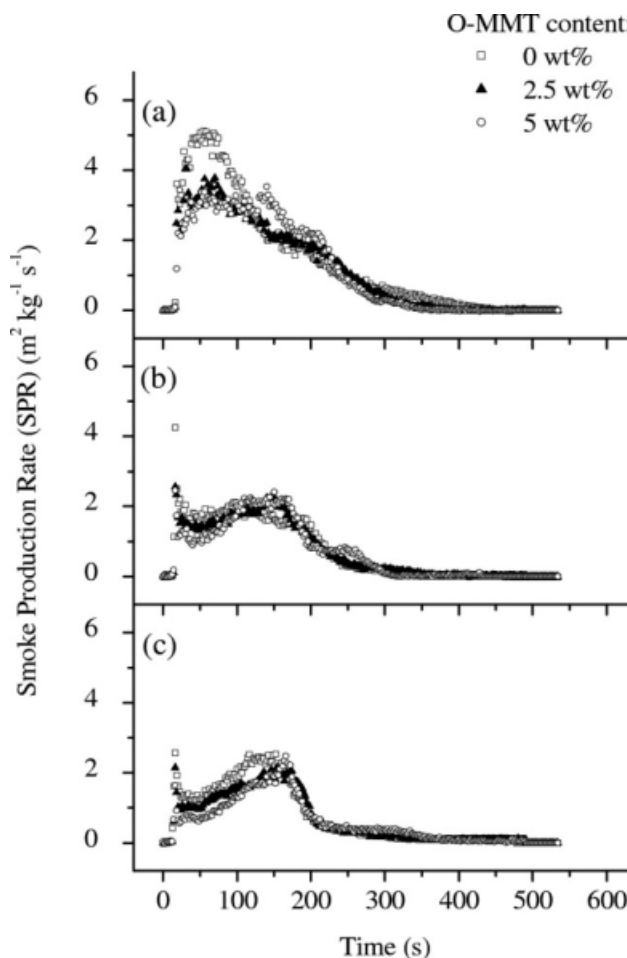 O-MMT content
0 wt%
2.5 wt%
5 wt%
Smoke Production Rate (SPR) (m² kg⁻¹ s⁻¹)
(a)
6
4
2
0
(b)
6
4
2
0
(c)
6
4
2
0
0 100 200 300 400 500 600
Time (s)